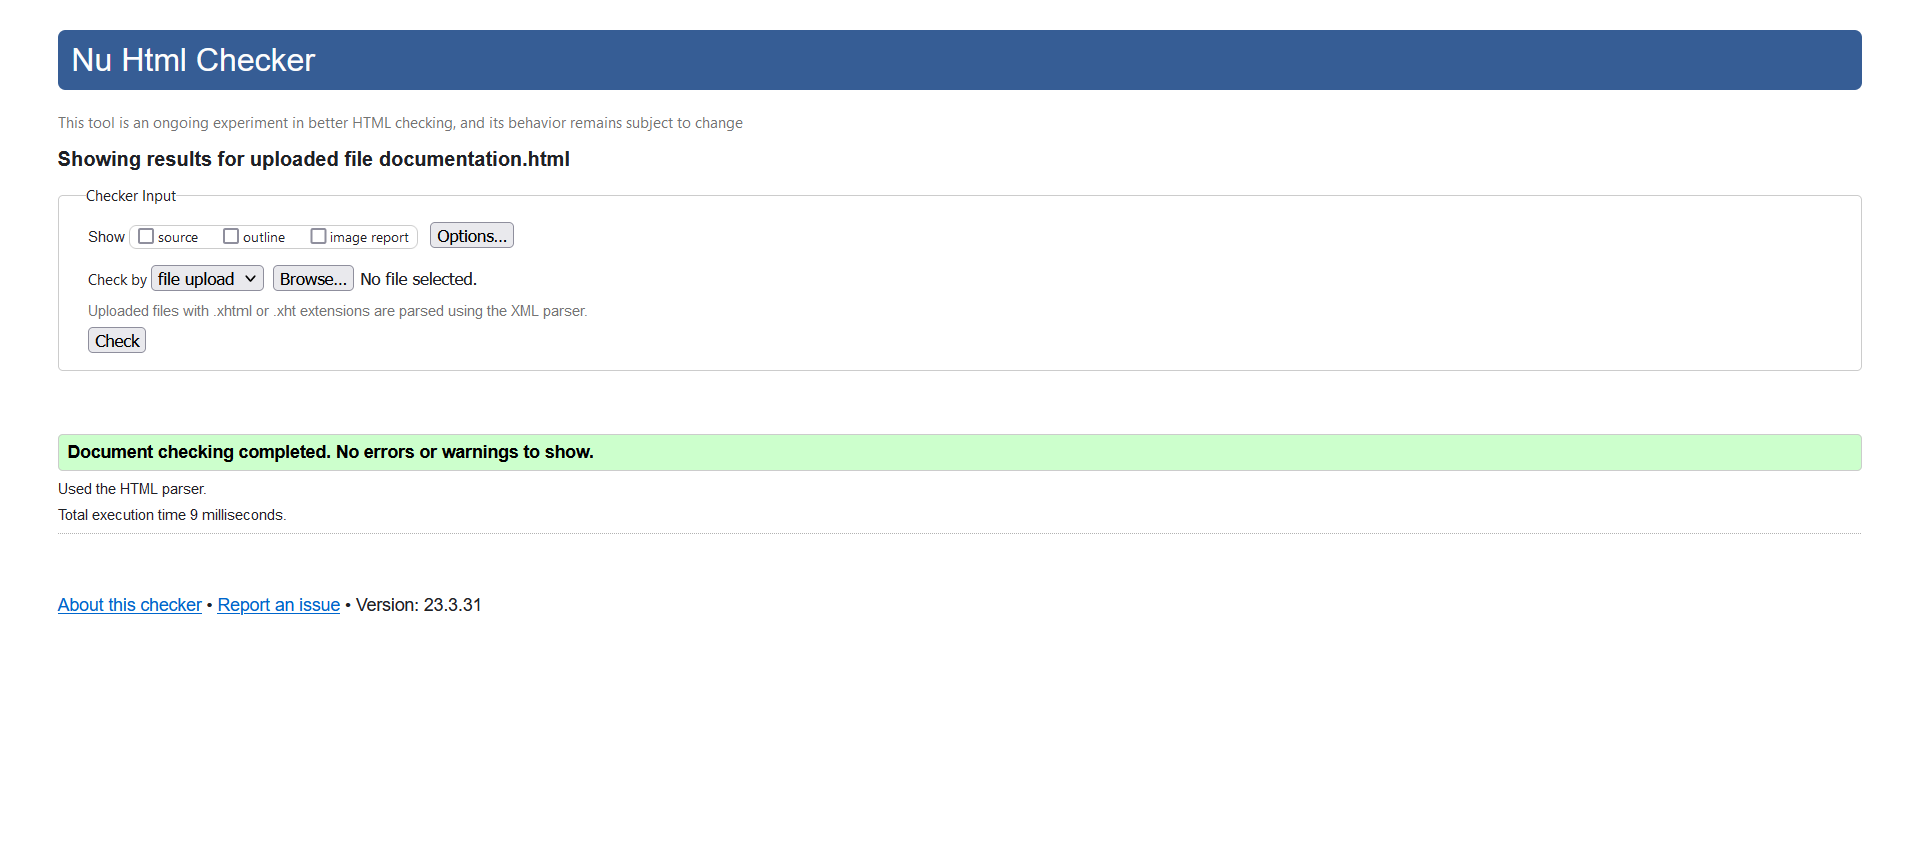 Nu Html Checker
This tool is an ongoing experiment in better HTML checking, and its behavior remains subject to change
Showing results for uploaded file documentation.html
Checker Input
Show source outline image report Options...
Check by file upload Browse... No file selected.
Uploaded files with .xhtml or .xht extensions are parsed using the XML parser.
Check
Document checking completed. No errors or warnings to show.
Used the HTML parser.
Total execution time 9 milliseconds.
About this checker • Report an issue • Version: 23.3.31